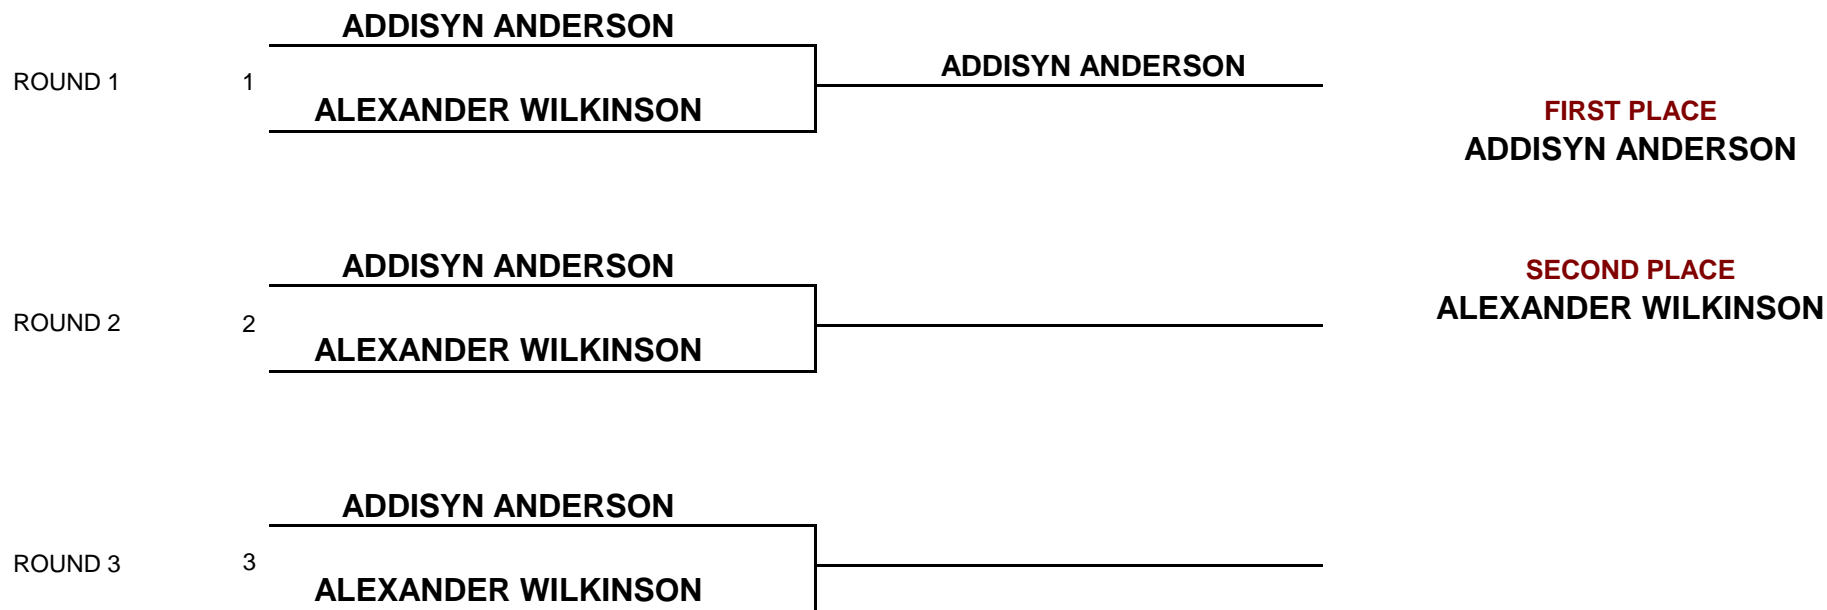 ADDISYN ANDERSON
ROUND 1
1
ADDISYN ANDERSON
ALEXANDER WILKINSON
FIRST PLACE
ADDISYN ANDERSON
ADDISYN ANDERSON
SECOND PLACE
ALEXANDER WILKINSON
ROUND 2
2
ALEXANDER WILKINSON
ADDISYN ANDERSON
ROUND 3
3
ALEXANDER WILKINSON